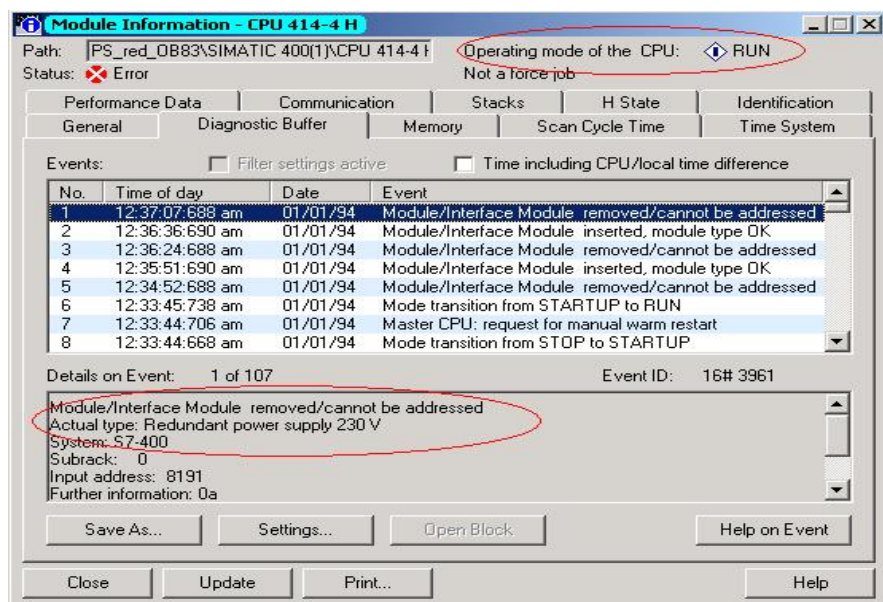 Module Information - CPU 414-4 H
Path: PS_red_OB83\SIMATIC 400(1)\CPU 414-4 H Operating mode of the CPU: RUN
Status: Error Not a force job
Performance Data Communication Stacks H State Identification
General Diagnostic Buffer Memory Scan Cycle Time Time System
Events: Filter settings active Time including CPU/local time difference
No. Time of day Date Event
1 12:37:07:688 am 01/01/94 Module/Interface Module removed/cannot be addressed
2 12:36:36:690 am 01/01/94 Module/Interface Module inserted, module type OK
3 12:36:24:688 am 01/01/94 Module/Interface Module removed/cannot be addressed
4 12:35:51:690 am 01/01/94 Module/Interface Module inserted, module type OK
5 12:34:52:688 am 01/01/94 Module/Interface Module removed/cannot be addressed
6 12:33:45:738 am 01/01/94 Mode transition from STARTUP to RUN
7 12:33:44:706 am 01/01/94 Master CPU: request for manual warm restart
8 12:33:44:668 am 01/01/94 Mode transition from STOP to STARTUP
Details on Event: 1 of 107 Event ID: 16# 3961
Module/Interface Module removed/cannot be addressed
Actual type: Redundant power supply 230 V
System: S7-400
Subrack: 0
Input address: 8191
Further information: 0a
Save As... Settings... Open Block Help on Event
Close Update Print... Help